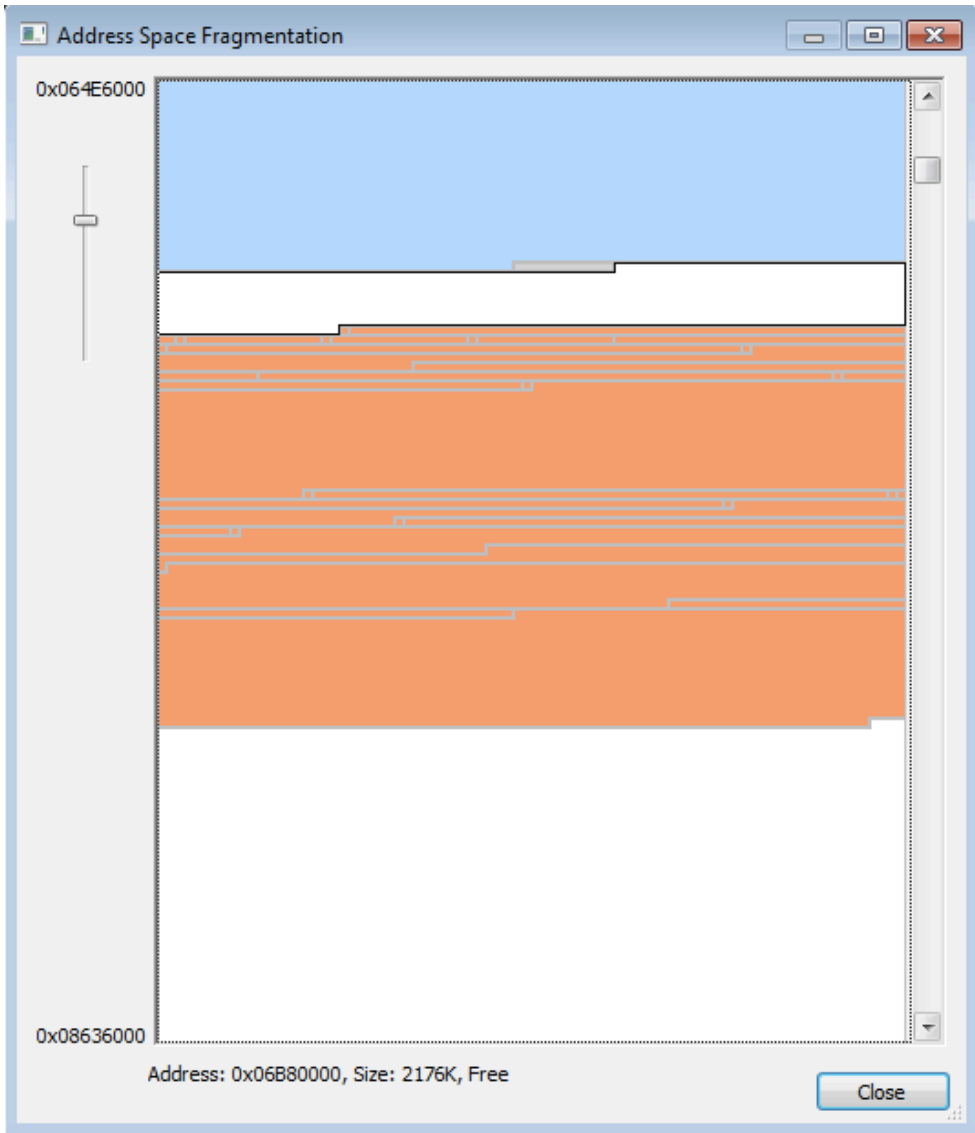 Address Space Fragmentation
0x064E6000
0x08636000
Address: 0x06B80000, Size: 2176K, Free
Close